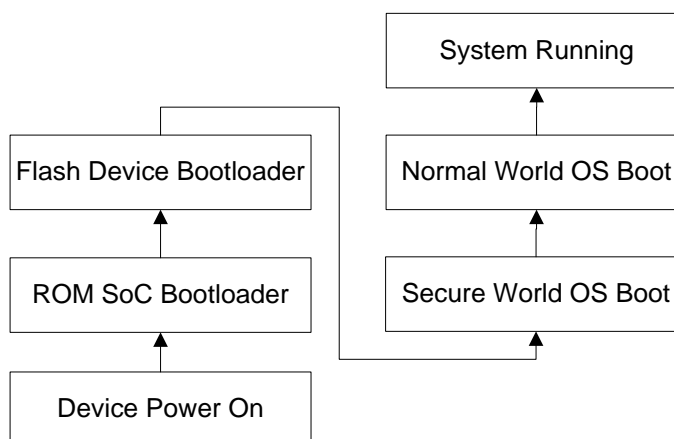 System Running
Flash Device Bootloader
Normal World OS Boot
ROM SoC Bootloader
Secure World OS Boot
Device Power On